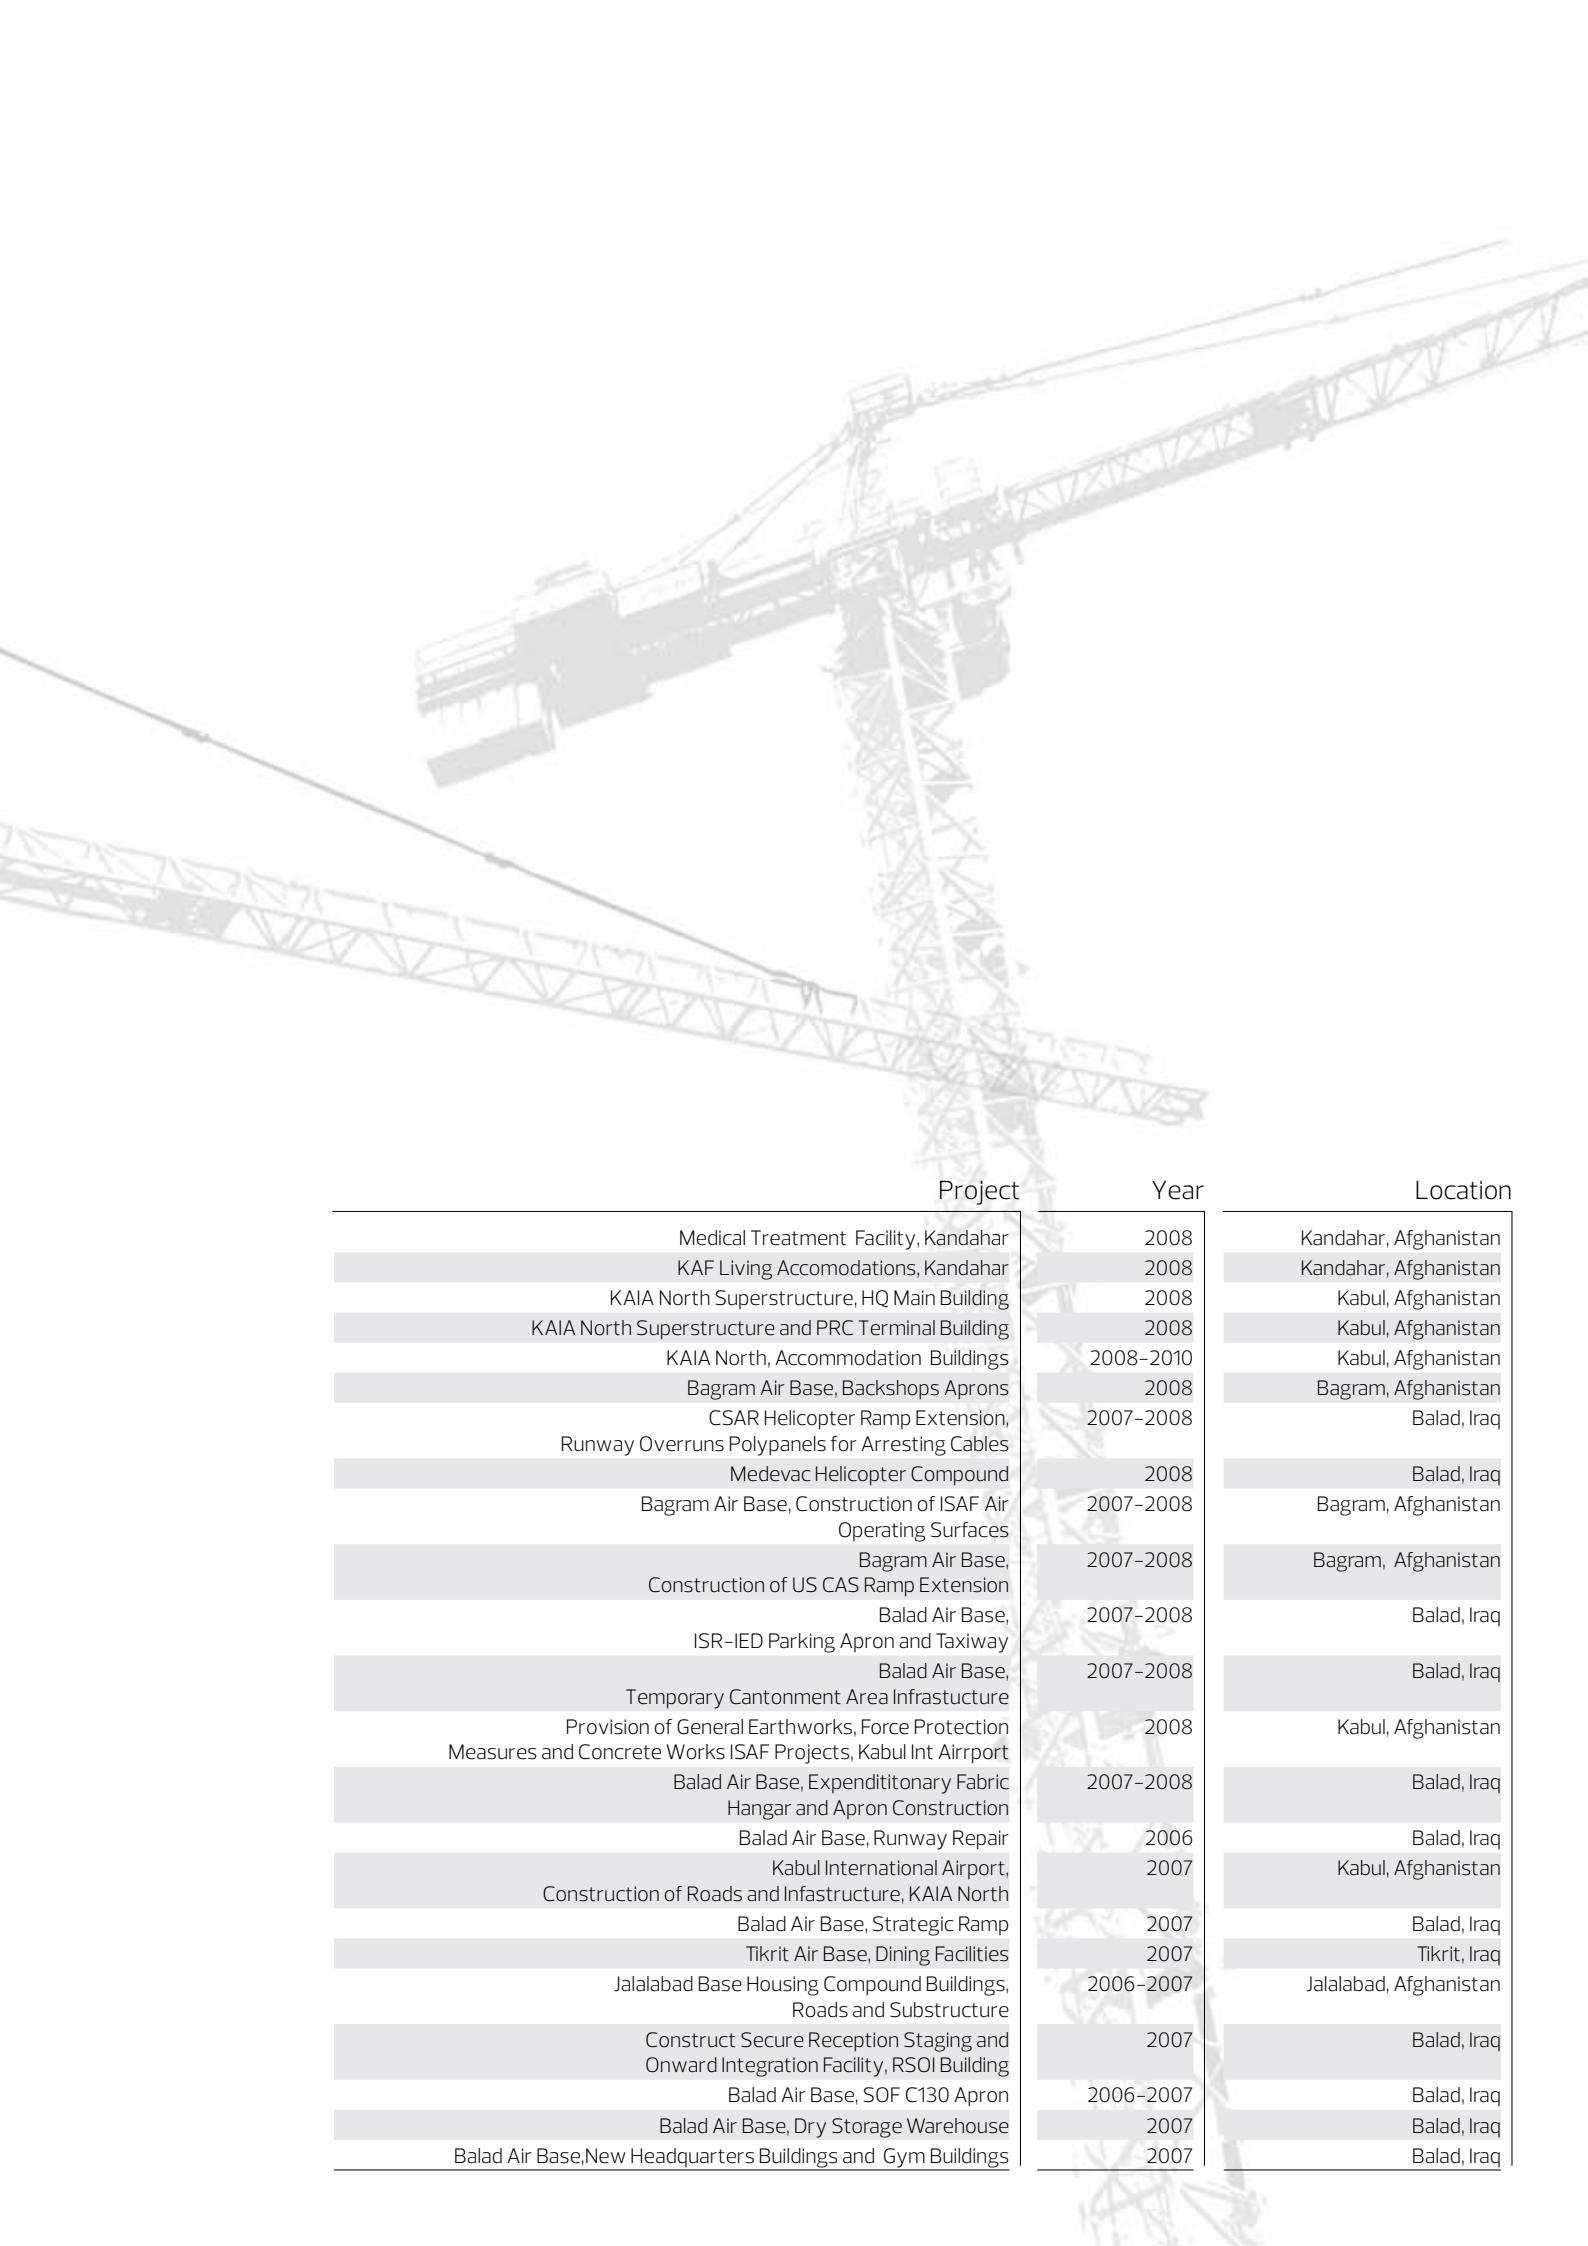 Project Year Location
Medical Treatment Facility, Kandahar 2008 Kandahar, Afghanistan
KAF Living Accomodations, Kandahar 2008 Kandahar, Afghanistan
KAIA North Superstructure, HQ Main Building 2008 Kabul, Afghanistan
KAIA North Superstructure and PRC Terminal Building 2008 Kabul, Afghanistan
KAIA North, Accommodation Buildings 2008-2010 Kabul, Afghanistan
Bagram Air Base, Backshops Aprons 2008 Bagram, Afghanistan
CSAR Helicopter Ramp Extension, 2007-2008 Balad, Iraq
Runway Overruns Polypanels for Arresting Cables
Medevac Helicopter Compound 2008 Balad, Iraq
Bagram Air Base, Construction of ISAF Air 2007-2008 Bagram, Afghanistan
Operating Surfaces
Bagram Air Base, 2007-2008 Bagram, Afghanistan
Construction of US CAS Ramp Extension
Balad Air Base, 2007-2008 Balad, Iraq
ISR-IED Parking Apron and Taxiway
Balad Air Base, 2007-2008 Balad, Iraq
Temporary Cantonment Area Infrastucture
Provision of General Earthworks, Force Protection 2008 Kabul, Afghanistan
Measures and Concrete Works ISAF Projects, Kabul Int Airrport
Balad Air Base, Expendititonary Fabric 2007-2008 Balad, Iraq
Hangar and Apron Construction
Balad Air Base, Runway Repair 2006 Balad, Iraq
Kabul International Airport, 2007 Kabul, Afghanistan
Construction of Roads and Infastructure, KAIA North
Balad Air Base, Strategic Ramp 2007 Balad, Iraq
Tikrit Air Base, Dining Facilities 2007 Tikrit, Iraq
Jalalabad Base Housing Compound Buildings, 2006-2007 Jalalabad, Afghanistan
Roads and Substructure
Construct Secure Reception Staging and 2007 Balad, Iraq
Onward Integration Facility, RSOI Building
Balad Air Base, SOF C130 Apron 2006-2007 Balad, Iraq
Balad Air Base, Dry Storage Warehouse 2007 Balad, Iraq
Balad Air Base,New Headquarters Buildings and Gym Buildings 2007 Balad, Iraq